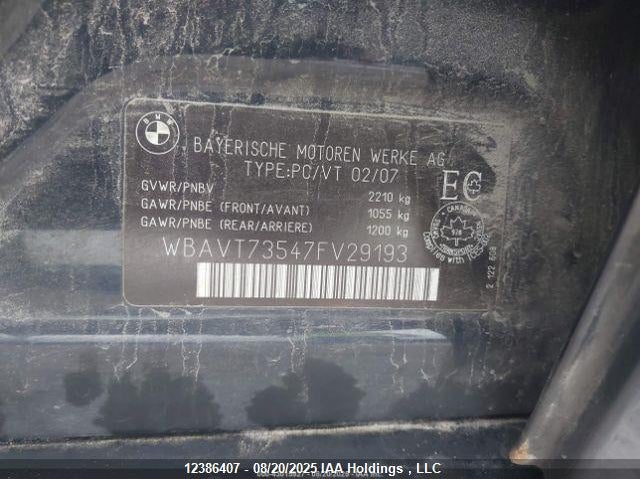 BMW
BAYERISCHE MOTOREN WERKE AG
TYPE:PC/VT 02/07
GVWR/PNBV 2210 kg
GAWR/PNBE (FRONT/AVANT) 1055 kg
GAWR/PNBE (REAR/ARRIERE) 1200 kg
EC
WBAVT73547FV29193
12386407 - 08/20/2025 IAA Holdings , LLC